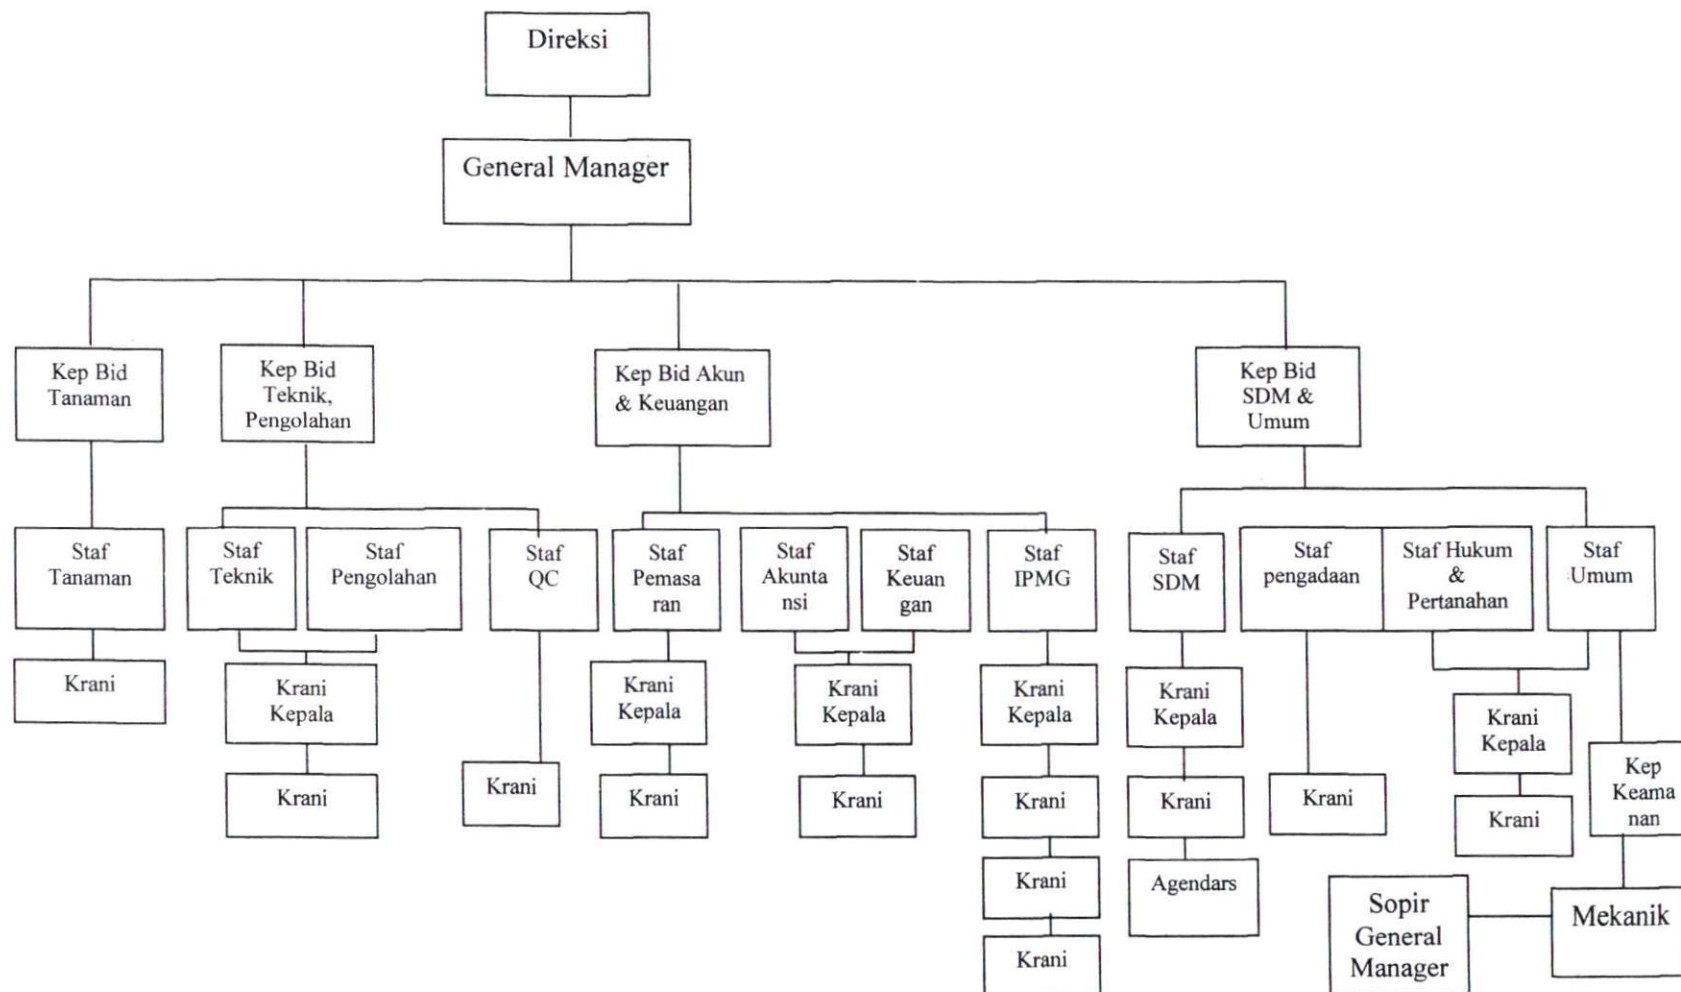 Direksi
General Manager
Kep Bid
Tanaman
Kep Bid
Teknik,
Pengolahan
Kep Bid Akun
& Keuangan
Kep Bid
SDM &
Umum
Staf
Tanaman
Staf
Teknik
Staf
Pengolahan
Staf
QC
Staf
Pemasa
ran
Staf
Akunta
nsi
Staf
Keuan
gan
Staf
IPMG
Staf
SDM
Staf
pengadaan
Staf Hukum
&
Pertanahan
Staf
Umum
Krani
Krani
Kepala
Krani
Kepala
Krani
Kepala
Krani
Kepala
Krani
Kepala
Krani
Kepala
Krani
Krani
Krani
Krani
Krani
Krani
Krani
Krani
Kep
Keama
nan
Krani
Agendars
Krani
Sopir
General
Manager
Mekanik